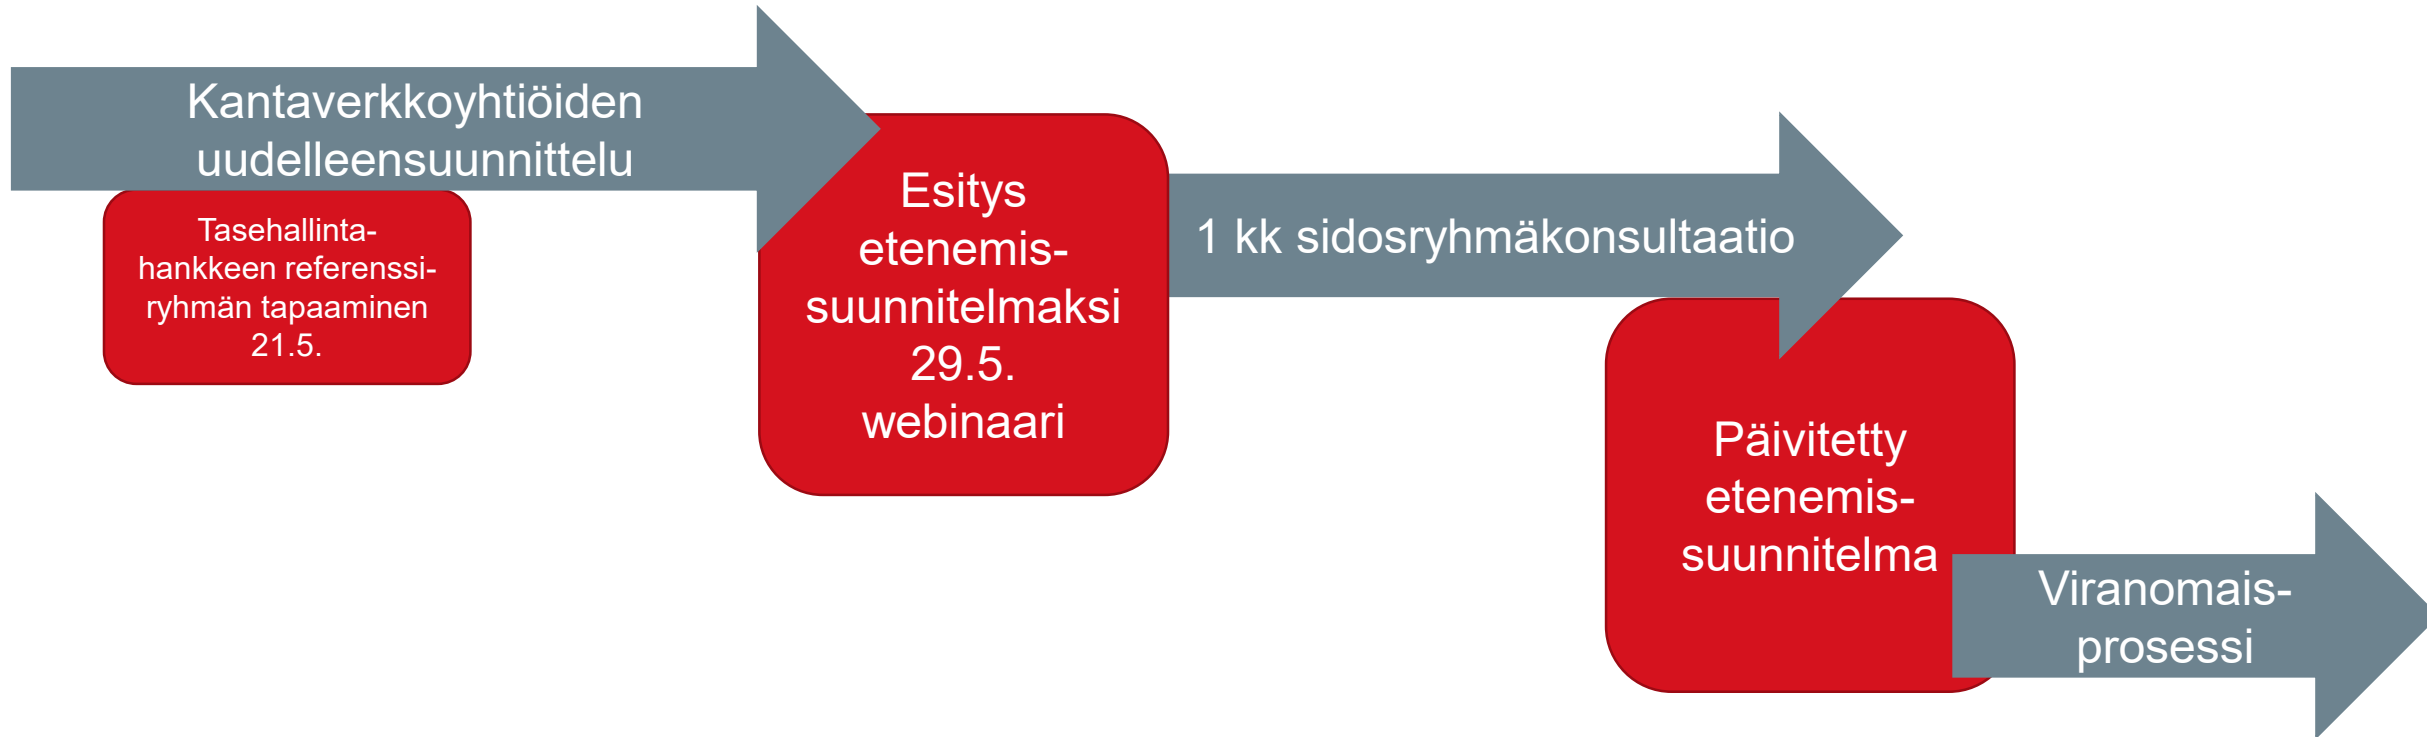 Kantaverkkoyhtiöiden
uudelleensuunnittelu
Tasehallinta-
hankkeen referenssi-
ryhmän tapaaminen
21.5.
Esitys
etenemis-
suunnitelmaksi
29.5.
webinaari
1 kk sidosryhmäkonsultaatio
Päivitetty
etenemis-
suunnitelma
Viranomais-
prosessi